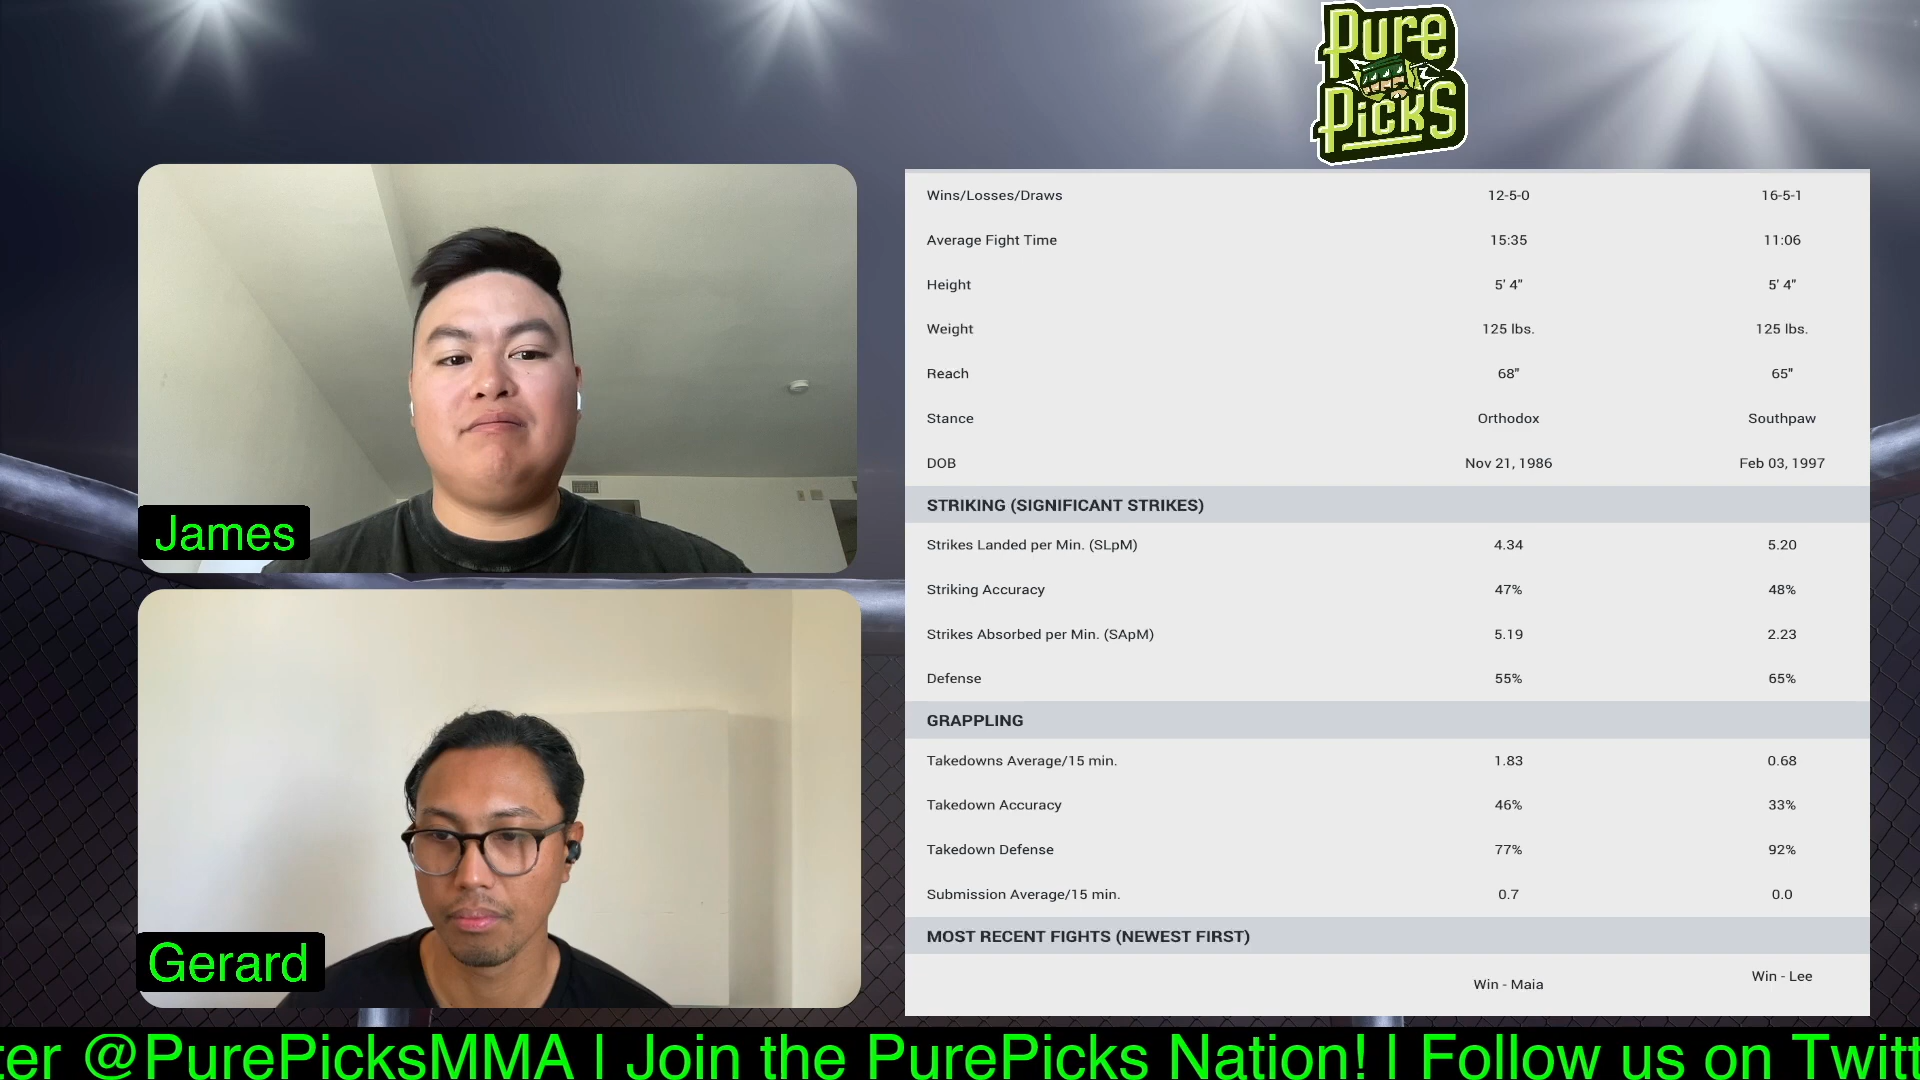 Pure
Picks
James
Gerard
Wins/Losses/Draws 12-5-0 16-5-1
Average Fight Time 15:35 11:06
Height 5' 4" 5' 4"
Weight 125 lbs. 125 lbs.
Reach 68" 65"
Stance Orthodox Southpaw
DOB Nov 21, 1986 Feb 03, 1997
STRIKING (SIGNIFICANT STRIKES)
Strikes Landed per Min. (SLpM) 4.34 5.20
Striking Accuracy 47% 48%
Strikes Absorbed per Min. (SApM) 5.19 2.23
Defense 55% 65%
GRAPPLING
Takedowns Average/15 min. 1.83 0.68
Takedown Accuracy 46% 33%
Takedown Defense 77% 92%
Submission Average/15 min. 0.7 0.0
MOST RECENT FIGHTS (NEWEST FIRST)
Win - Maia Win - Lee
ter @PurePicksMMA | Join the PurePicks Nation! | Follow us on Twitt